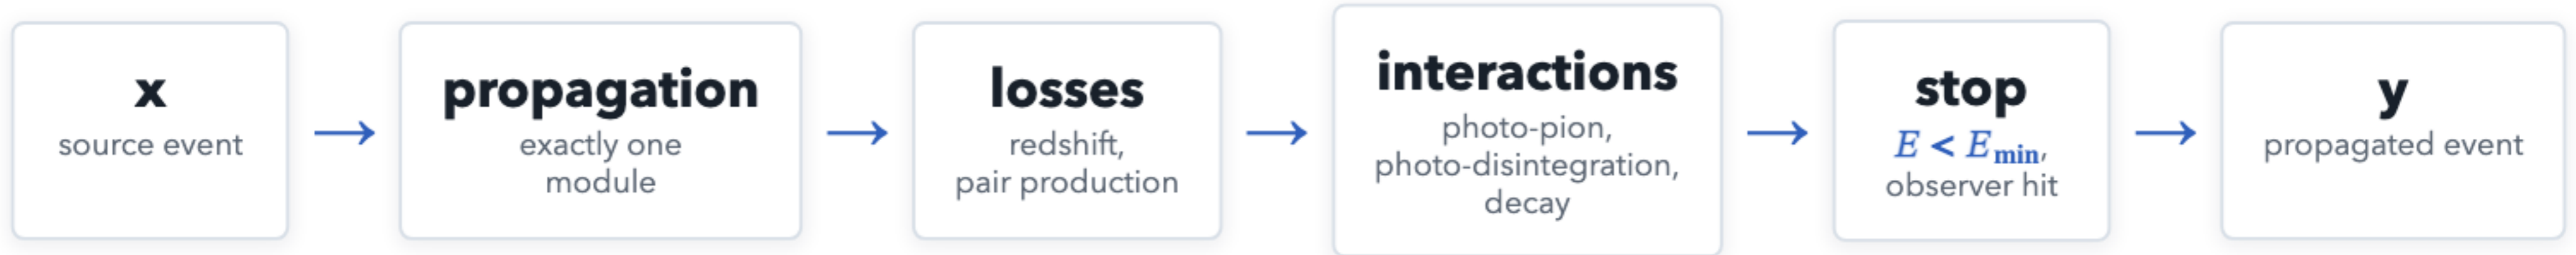 x
source event
→
propagation
exactly one
module
→
losses
redshift,
pair production
→
interactions
photo-pion,
photo-disintegration,
decay
→
stop
E < E_min,
observer hit
→
y
propagated event